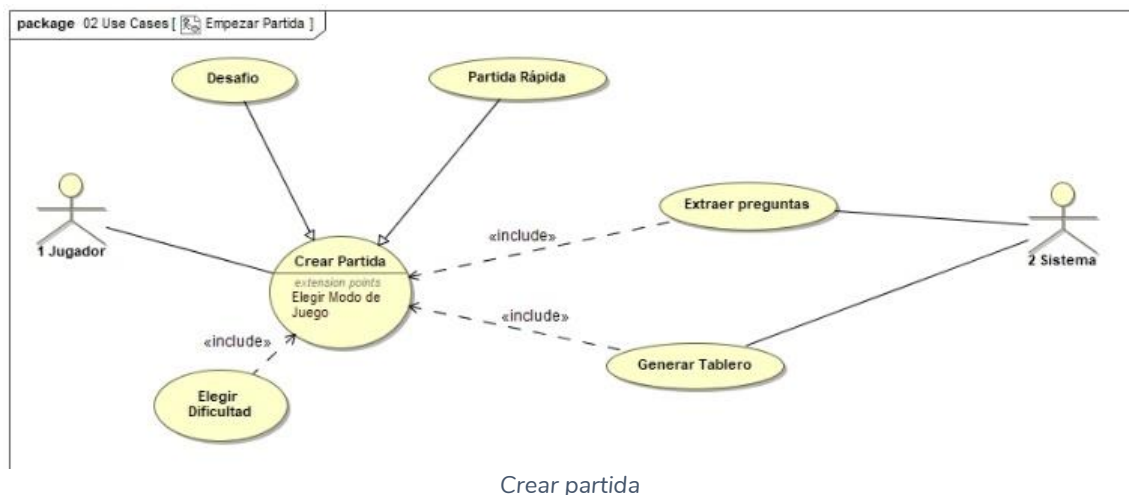 package 02 Use Cases [ Empezar Partida ]
Desafio
Partida Rápida
1 Jugador
Extraer preguntas
2 Sistema
«include»
Crear Partida
extension points
Elegir Modo de
Juego
«include»
«include»
Generar Tablero
Elegir
Dificultad
Crear partida